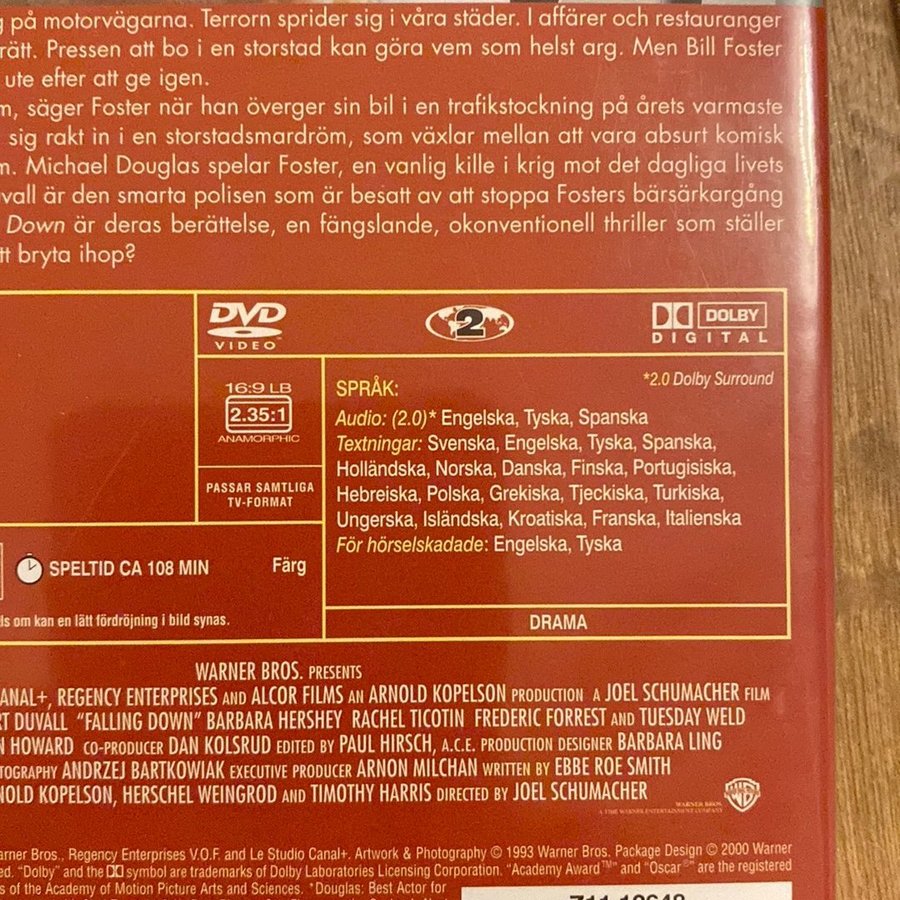 på motorvägarna. Terrorn sprider sig i våra städer. I affärer och restauranger
rätt. Pressen att bo i en storstad kan göra vem som helst arg. Men Bill Foster
ute efter att ge igen.
säger Foster när han överger sin bil i en trafikstockning på årets varmaste
sig rakt in i en storstadsmardröm, som växlar mellan att vara absurt komisk
Michael Douglas spelar Foster, en vanlig kille i krig mot det dagliga livets
vall är den smarta polisen som är besatt av att stoppa Fosters bärsärkargång
Down är deras berättelse, en fängslande, okonventionell thriller som ställer
tt bryta ihop?
DVD
VIDEO
2
DOLBY
DIGITAL
16:9 LB
2.35:1
ANAMORPHIC
PASSAR SAMTLIGA
TV-FORMAT
*2.0 Dolby Surround
SPRÅK:
Audio: (2.0)* Engelska, Tyska, Spanska
Textningar: Svenska, Engelska, Tyska, Spanska,
Holländska, Norska, Danska, Finska, Portugisiska,
Hebreiska, Polska, Grekiska, Tjeckiska, Turkiska,
Ungerska, Isländska, Kroatiska, Franska, Italienska
För hörselskadade: Engelska, Tyska
SPELTID CA 108 MIN
Färg
om kan en lätt fördröjning i bild synas.
DRAMA
WARNER BROS. PRESENTS
ANAL+, REGENCY ENTERPRISES AND ALCOR FILMS AN ARNOLD KOPELSON PRODUCTION A JOEL SCHUMACHER FILM
RT DUVALL "FALLING DOWN" BARBARA HERSHEY RACHEL TICOTIN FREDERIC FORREST AND TUESDAY WELD
HOWARD CO-PRODUCER DAN KOLSRUD EDITED BY PAUL HIRSCH, A.C.E. PRODUCTION DESIGNER BARBARA LING
TOGRAPHY ANDRZEJ BARTKOWIAK EXECUTIVE PRODUCER ARNON MILCHAN WRITTEN BY EBBE ROE SMITH
NOLD KOPELSON, HERSCHEL WEINGROD AND TIMOTHY HARRIS DIRECTED BY JOEL SCHUMACHER
WARNER BROS.
A TIME WARNER ENTERTAINMENT COMPANY
WB
arner Bros., Regency Enterprises V.O.F. and Le Studio Canal+. Artwork & Photography © 1993 Warner Bros. Package Design © 2000 Warner
ed. "Dolby" and the DD symbol are trademarks of Dolby Laboratories Licensing Corporation. "Academy Award™" and "Oscar®" are the registered
s of the Academy of Motion Picture Arts and Sciences. *Douglas: Best Actor for